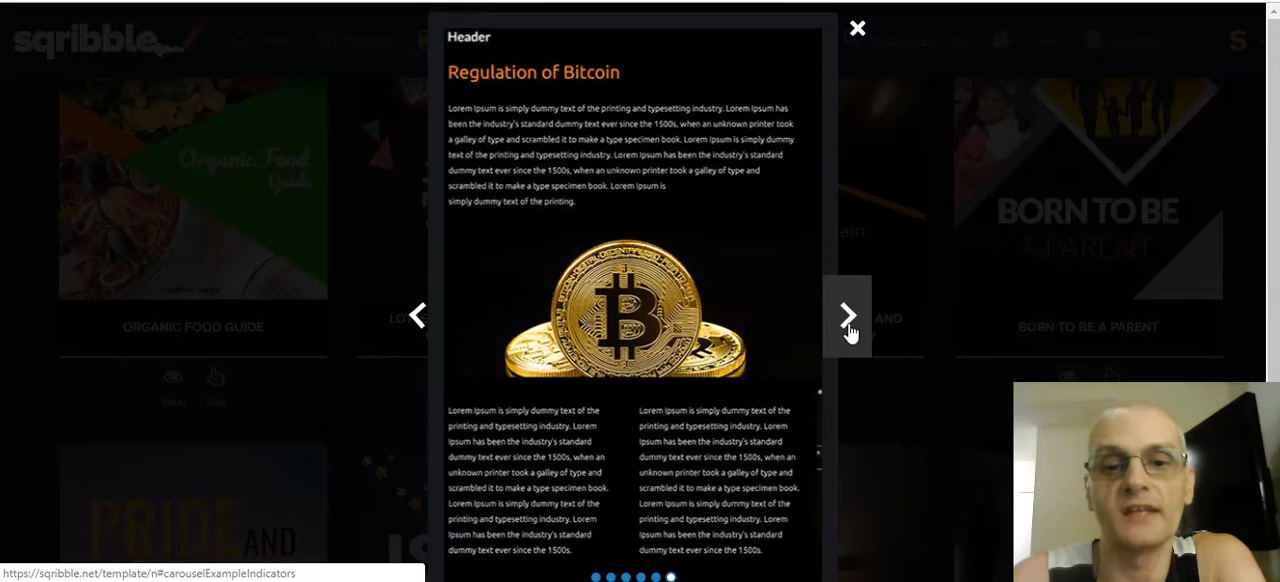 sqribble
Header
Regulation of Bitcoin
Lorem Ipsum is simply dummy text of the printing and typesetting industry. Lorem Ipsum has
been the industry's standard dummy text ever since the 1500s, when an unknown printer took
a galley of type and scrambled it to make a type specimen book. Lorem Ipsum is simply dummy
text of the printing and typesetting industry. Lorem Ipsum has been the industry's standard
dummy text ever since the 1500s, when an unknown printer took a galley of type and
scrambled it to make a type specimen book. Lorem Ipsum is
simply dummy text of the printing.
Organic Food
Guide
BORN TO BE
A PARENT
ORGANIC FOOD GUIDE
AND
BORN TO BE A PARENT
B
Lorem Ipsum is simply dummy text of the
printing and typesetting industry. Lorem
Ipsum has been the industry's standard
dummy text ever since the 1500s, when an
unknown printer took a galley of type and
scrambled it to make a type specimen book.
Lorem Ipsum is simply dummy text of the
printing and typesetting industry. Lorem
Ipsum has been the industry's standard
dummy text ever since the 1500s.
Lorem Ipsum is simply dummy text of the
printing and typesetting industry. Lorem
Ipsum has been the industry's standard
dummy text ever since the 1500s, when an
unknown printer took a galley of type and
scrambled it to make a type specimen book.
Lorem Ipsum is simply dummy text of the
printing and typesetting industry. Lorem
Ipsum has been the industry's standard
dummy text ever since the 1500s.
PRIDE AND
https://sqribble.net/template/n#carouselExampleIndicators